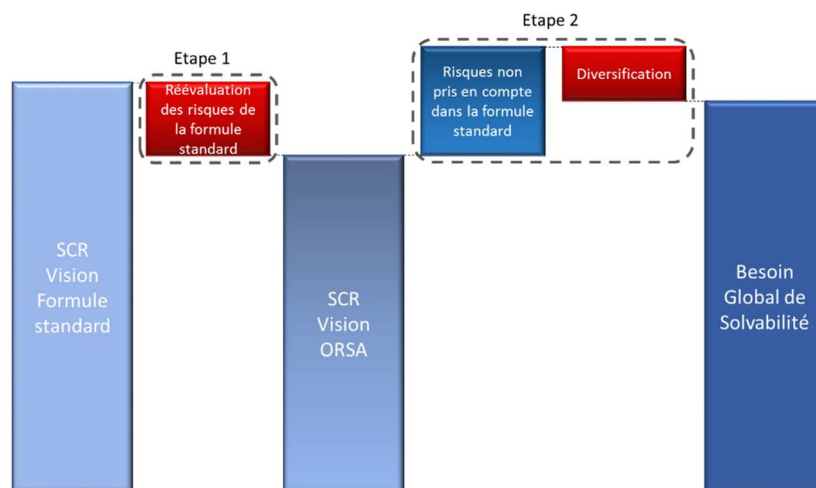 Etape 1
Etape 2
Réévaluation
des risques de
la formule
standard
Risques non
pris en compte
dans la formule
standard
Diversification
SCR
Vision
Formule
standard
SCR
Vision
ORSA
Besoin
Global de
Solvabilité